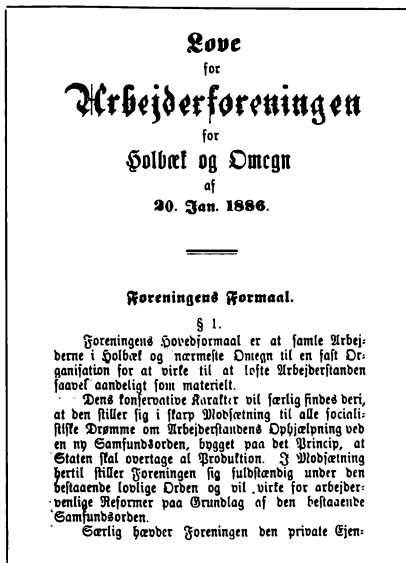 Love
for
Arbejderforeningen
for
Holbæk og Omegn
af
20. Jan. 1886.
Foreningens Formaal.
§ 1.
Foreningens Hovedformaal er at samle Arbej-
derne i Holbæk og nærmeste Omegn til en fast Or-
ganisation for at virke til at løfte Arbejderstanden
saavel aandeligt som materielt.
Dens konservative Karakter vil særlig findes deri,
at den stiller sig i skarp Modsætning til alle sociali-
stiske Drømme om Arbejderstandens Ophjælpning ved
en ny Samfundsorden, bygget paa det Princip, at
Staten skal overtage al Produktion. I Modsætning
hertil stiller Foreningen sig fuldstændig under den
bestaaende lovlige Orden og vil virke for arbejder-
venlige Reformer paa Grundlag af den bestaaende
Samfundsorden.
Særlig hævder Foreningen den private Ejen-